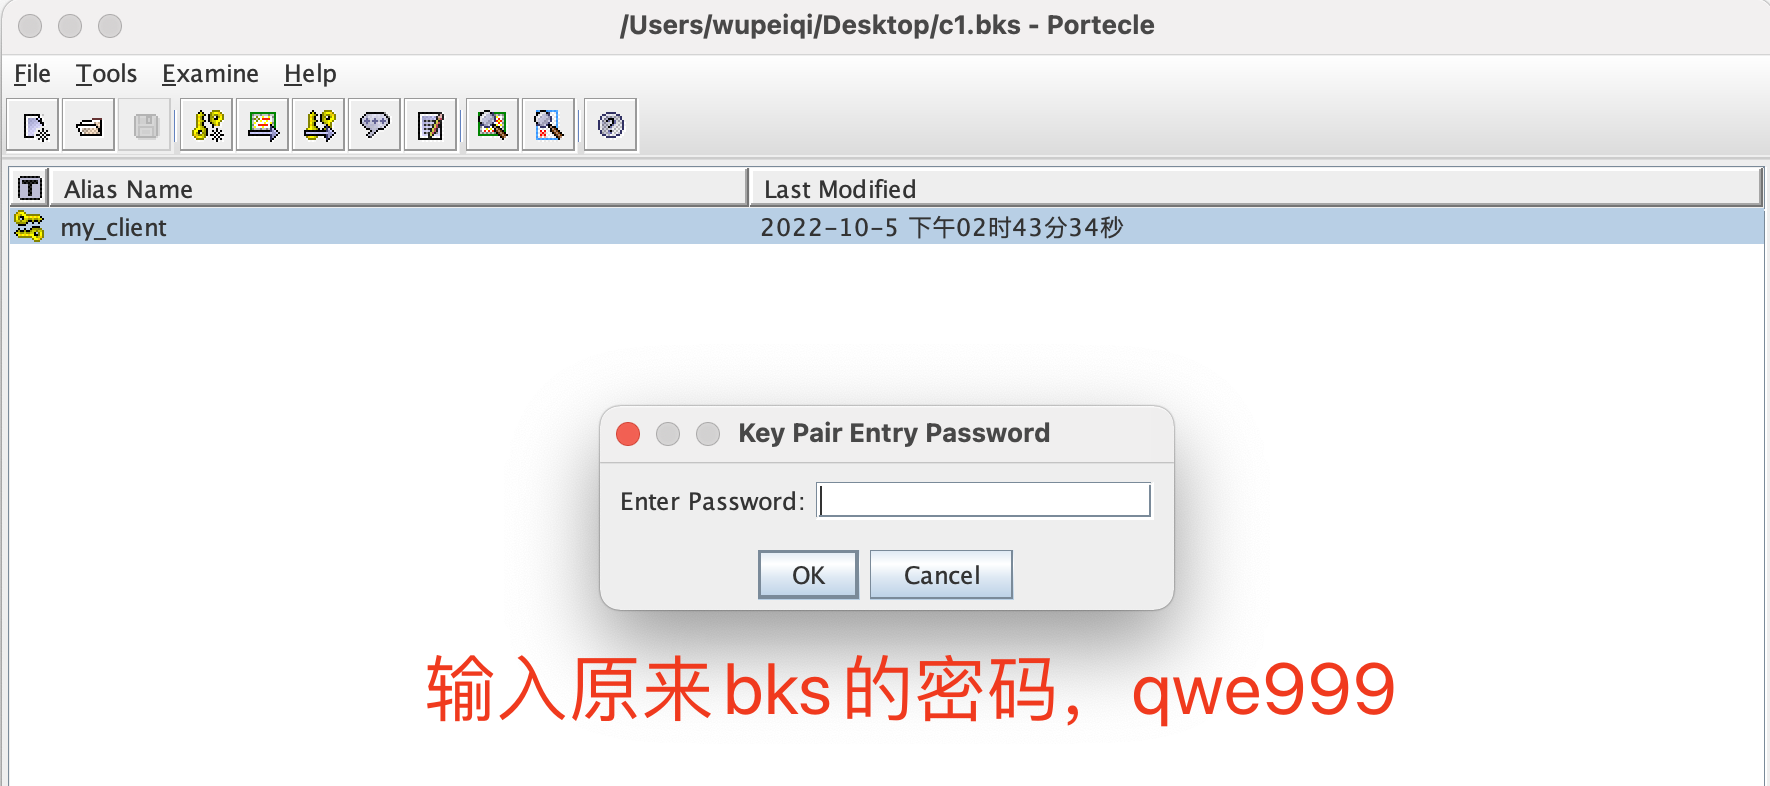 /Users/wupeiqi/Desktop/c1.bks - Portecle
File Tools Examine Help
T Alias Name Last Modified
my_client 2022-10-5 下午02时43分34秒
Key Pair Entry Password
Enter Password:
OK Cancel
输入原来bks的密码，qwe999